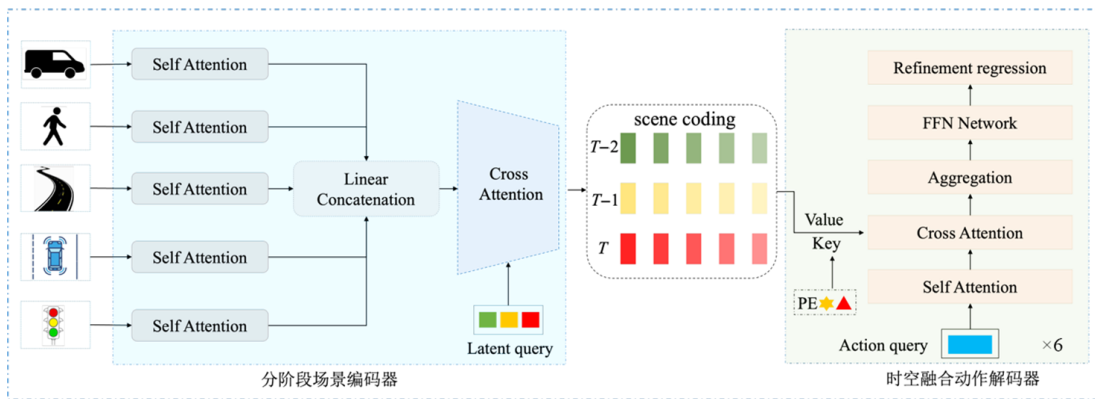 Self Attention
Self Attention
Self Attention
Self Attention
Self Attention
Linear
Concatenation
Cross
Attention
Latent query
分阶段场景编码器
scene coding
T−2
T−1
T
Value
Key
PE
Refinement regression
FFN Network
Aggregation
Cross Attention
Self Attention
Action query
×6
时空融合动作解码器